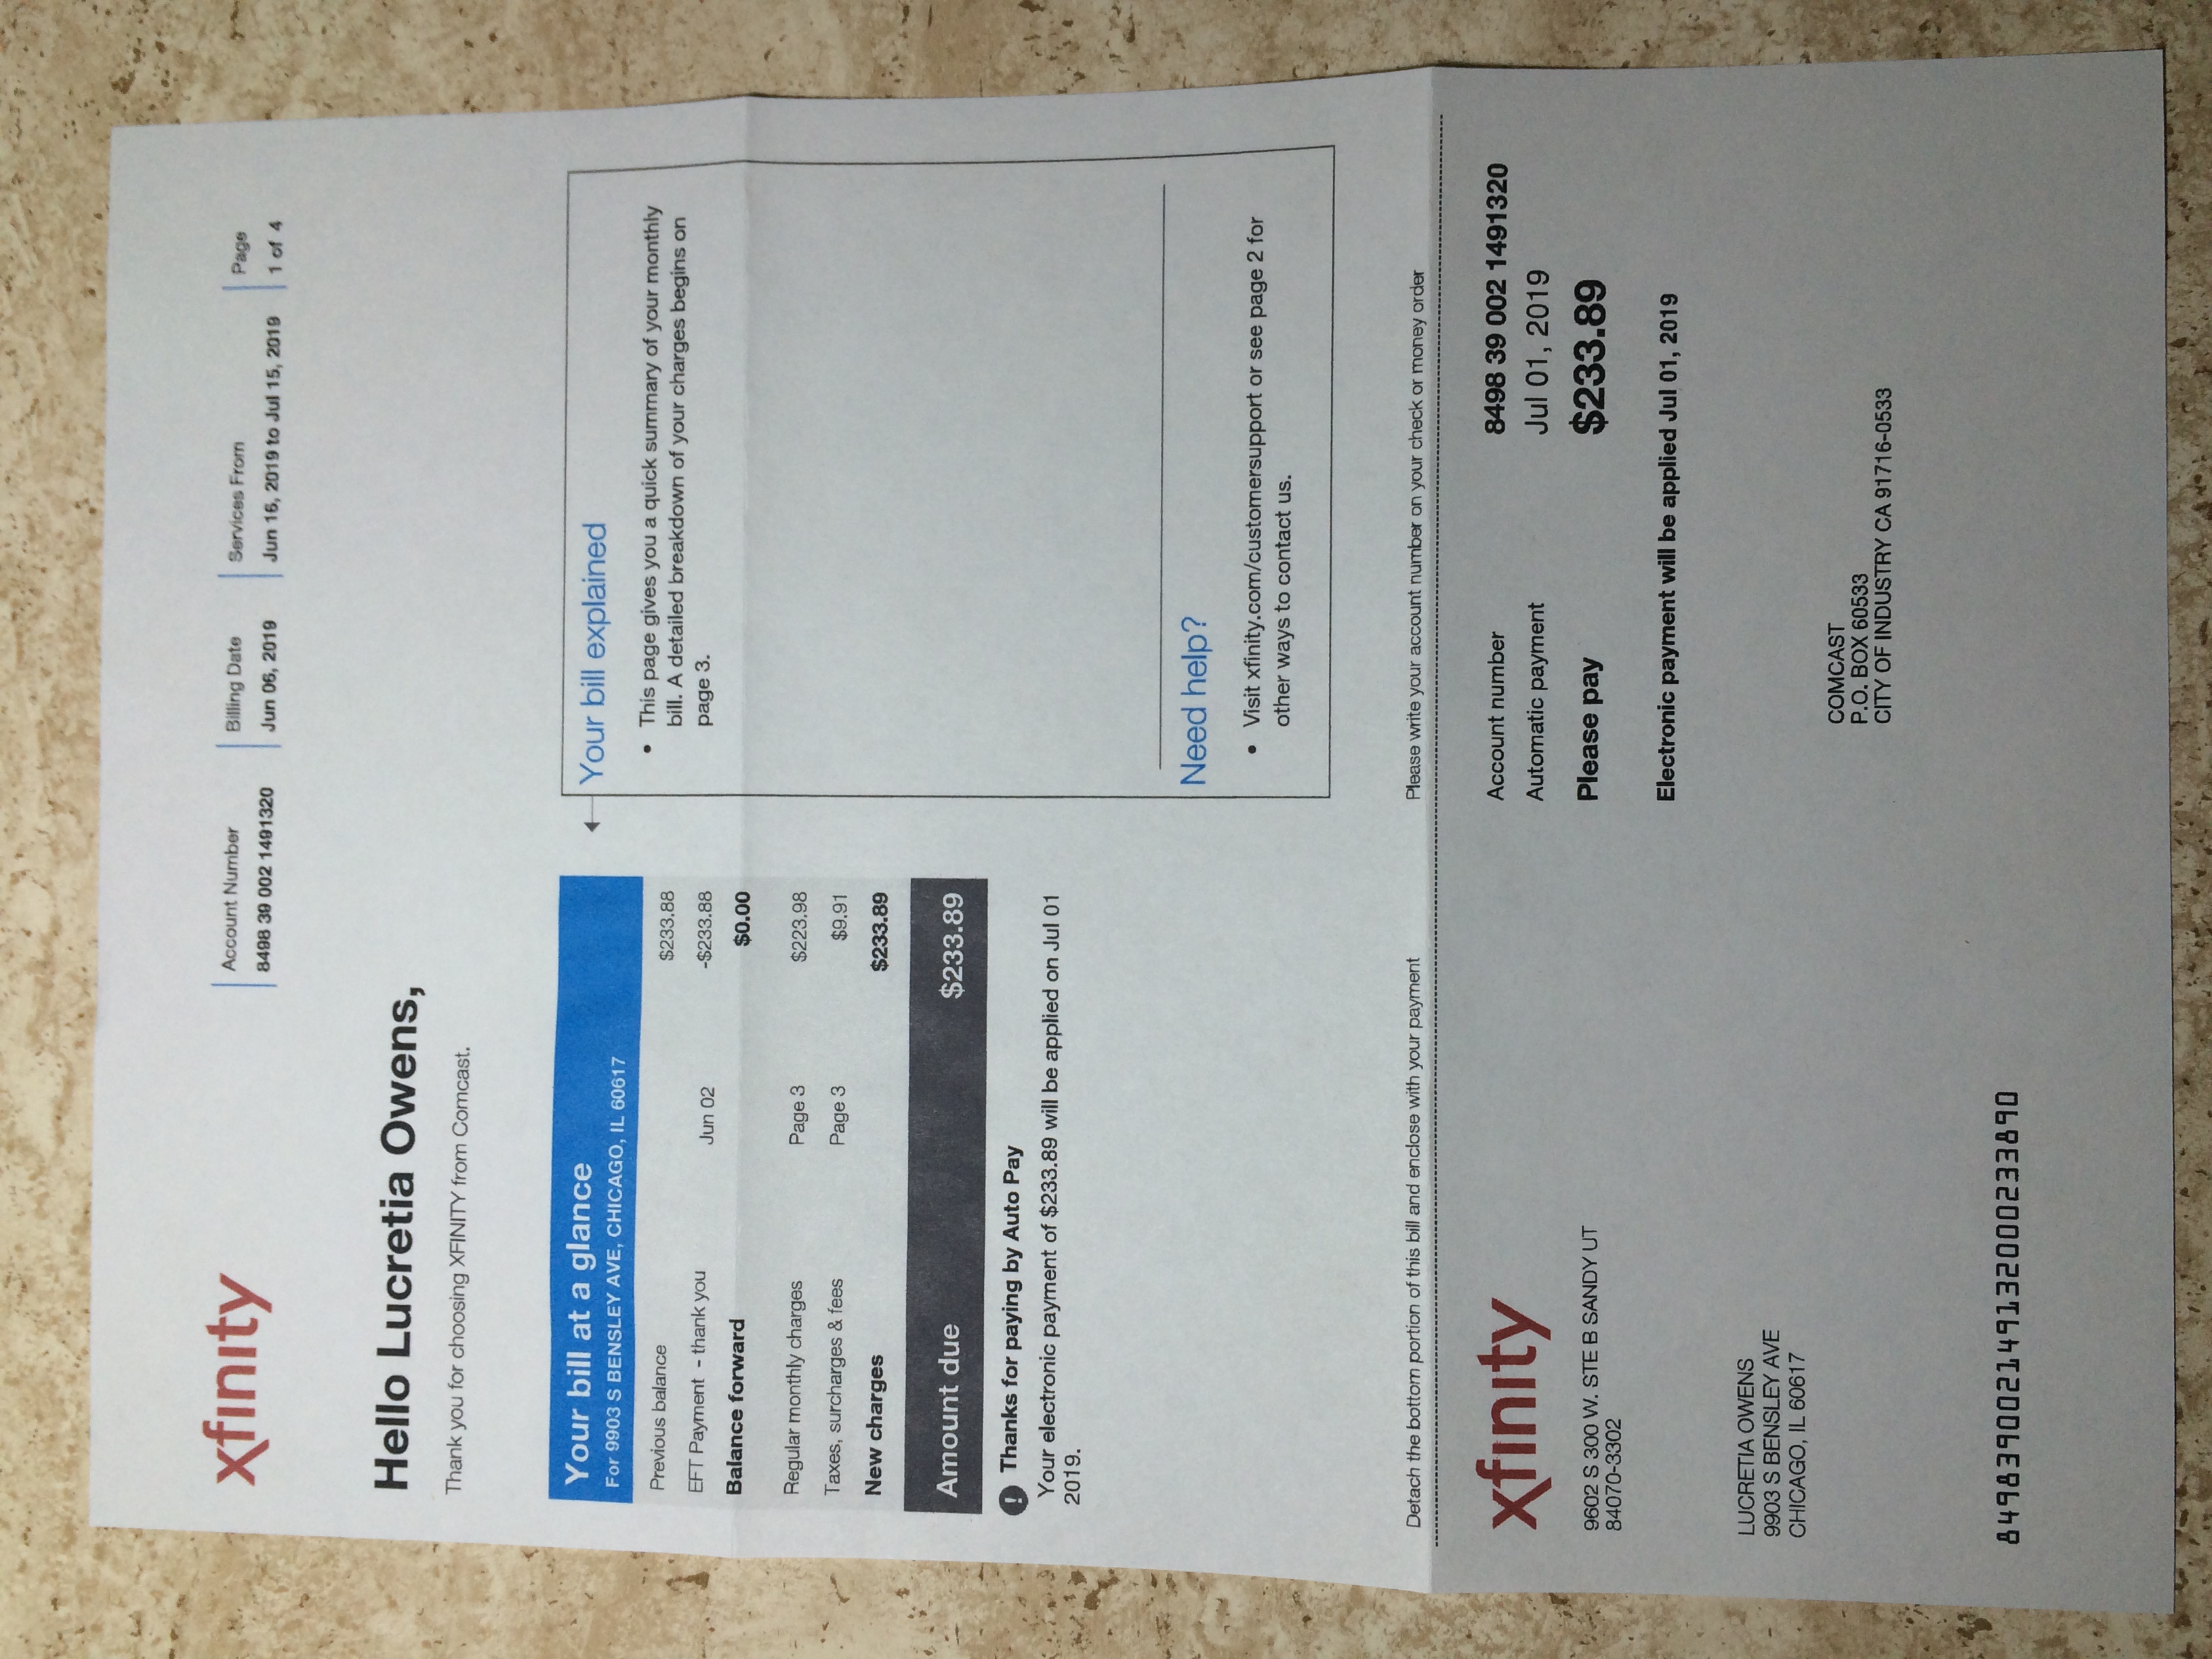 xfinity
Account Number
8498 39 002 1491320
Billing Date
Jun 06, 2019
Services From
Jun 16, 2019 to Jul 15, 2019
Page
1 of 4
Hello Lucretia Owens,
Thank you for choosing XFINITY from Comcast.
Your bill at a glance
For 9903 S BENSLEY AVE, CHICAGO, IL 60617
Previous balance $233.88
EFT Payment - thank you Jun 02 -$233.88
Balance forward $0.00
Regular monthly charges Page 3 $223.98
Taxes, surcharges & fees Page 3 $9.91
New charges $233.89
Amount due $233.89
! Thanks for paying by Auto Pay
Your electronic payment of $233.89 will be applied on Jul 01
2019.
Your bill explained
• This page gives you a quick summary of your monthly
bill. A detailed breakdown of your charges begins on
page 3.
Need help?
• Visit xfinity.com/customersupport or see page 2 for
other ways to contact us.
Detach the bottom portion of this bill and enclose with your payment
Please write your account number on your check or money order
xfinity
9602 S 300 W. STE B SANDY UT
84070-3302
Account number 8498 39 002 1491320
Automatic payment Jul 01, 2019
Please pay $233.89
Electronic payment will be applied Jul 01, 2019
LUCRETIA OWENS
9903 S BENSLEY AVE
CHICAGO, IL 60617
COMCAST
P.O. BOX 60533
CITY OF INDUSTRY CA 91716-0533
849839002149132000233890